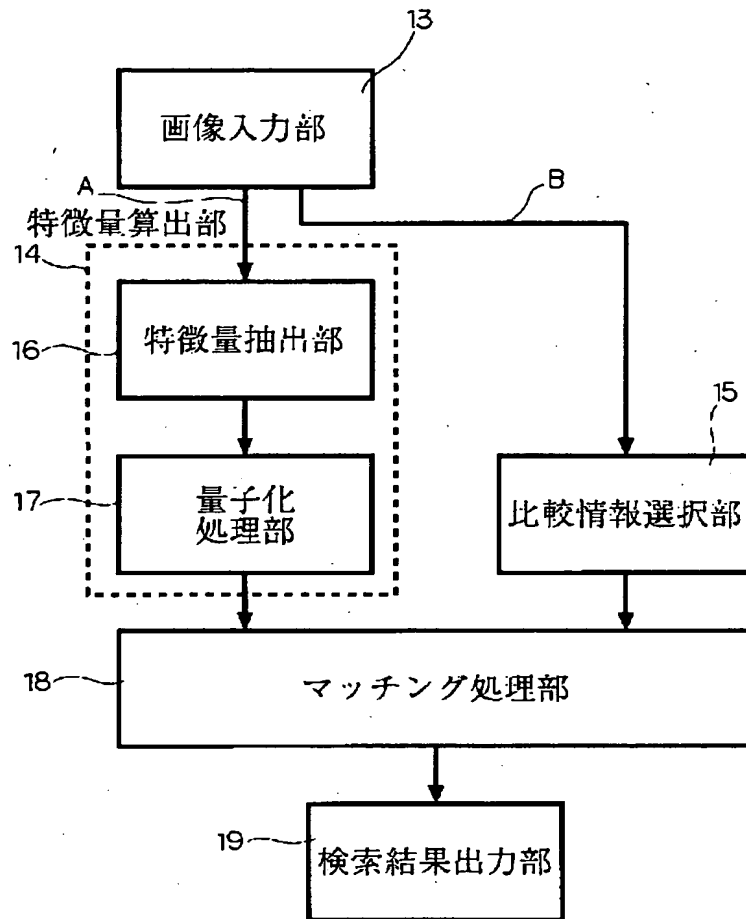 13
画像入力部
A
B
特徴量算出部
14
16
特徴量抽出部
15
17
量子化
処理部
比較情報選択部
18
マッチング処理部
19
検索結果出力部